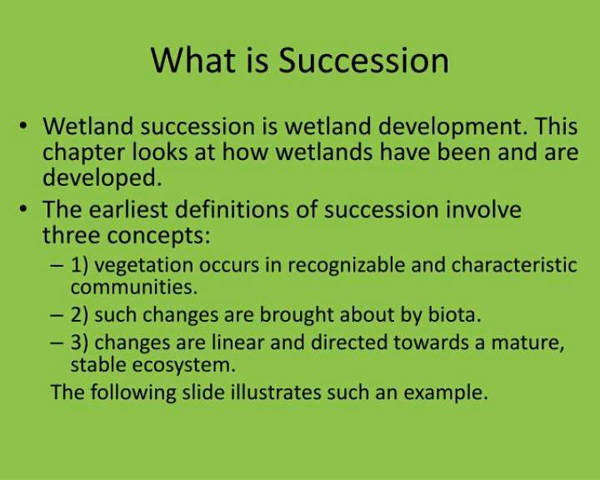 What is Succession
• Wetland succession is wetland development. This
chapter looks at how wetlands have been and are
developed.
• The earliest definitions of succession involve
three concepts:
– 1) vegetation occurs in recognizable and characteristic
communities.
– 2) such changes are brought about by biota.
– 3) changes are linear and directed towards a mature,
stable ecosystem.
The following slide illustrates such an example.